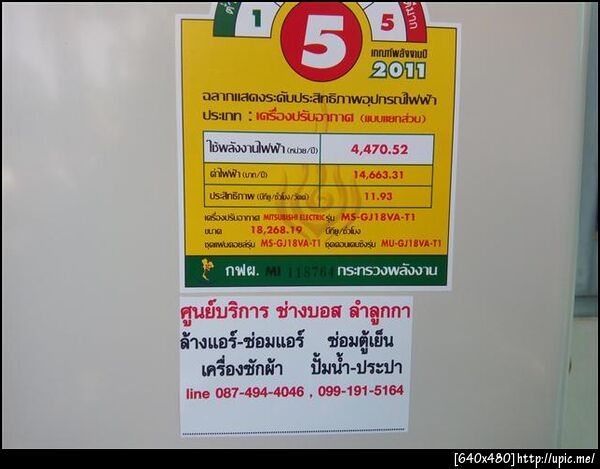 ต่ำ 1 5 5 ดีมาก
เกณฑ์พลังงานปี
2011
ฉลากแสดงระดับประสิทธิภาพอุปกรณ์ไฟฟ้า
ประเภท : เครื่องปรับอากาศ (แบบแยกส่วน)
ใช้พลังงานไฟฟ้า (หน่วย/ปี) 4,470.52
ค่าไฟฟ้า (บาท/ปี) 14,663.31
ประสิทธิภาพ (บีทียู/ชั่วโมง/วัตต์) 11.93
เครื่องปรับอากาศ MITSUBISHI ELECTRIC รุ่น MS-GJ18VA-T1
ขนาด 18,268.19 บีทียู/ชั่วโมง
ชุดแฟนคอยล์รุ่น MS-GJ18VA-T1 ชุดคอนเดนซิ่งรุ่น MU-GJ18VA-T1
กฟผ. MI 118764 กระทรวงพลังงาน
ศูนย์บริการ ช่างบอส ลำลูกกา
ล้างแอร์-ซ่อมแอร์ ซ่อมตู้เย็น
เครื่องซักผ้า ปั้มน้ำ-ประปา
line 087-494-4046 , 099-191-5164
[640x480]http://upic.me/